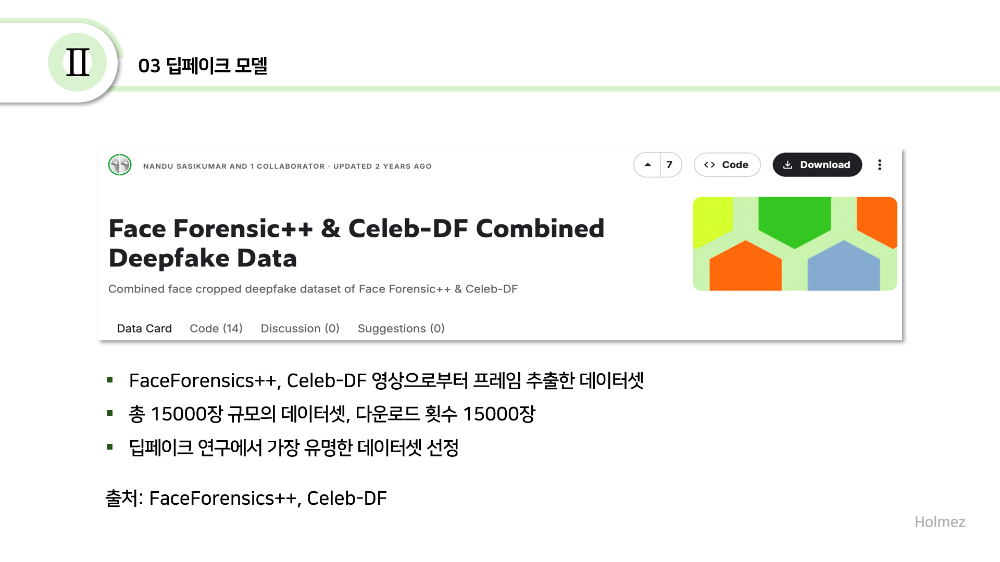 II
03 딥페이크 모델
NANDU SASIKUMAR AND 1 COLLABORATOR · UPDATED 2 YEARS AGO
7
<> Code
Download
Face Forensic++ & Celeb-DF Combined
Deepfake Data
Combined face cropped deepfake dataset of Face Forensic++ & Celeb-DF
Data Card Code (14) Discussion (0) Suggestions (0)
▪ FaceForensics++, Celeb-DF 영상으로부터 프레임 추출한 데이터셋
▪ 총 15000장 규모의 데이터셋, 다운로드 횟수 15000장
▪ 딥페이크 연구에서 가장 유명한 데이터셋 선정
출처: FaceForensics++, Celeb-DF
Holmez